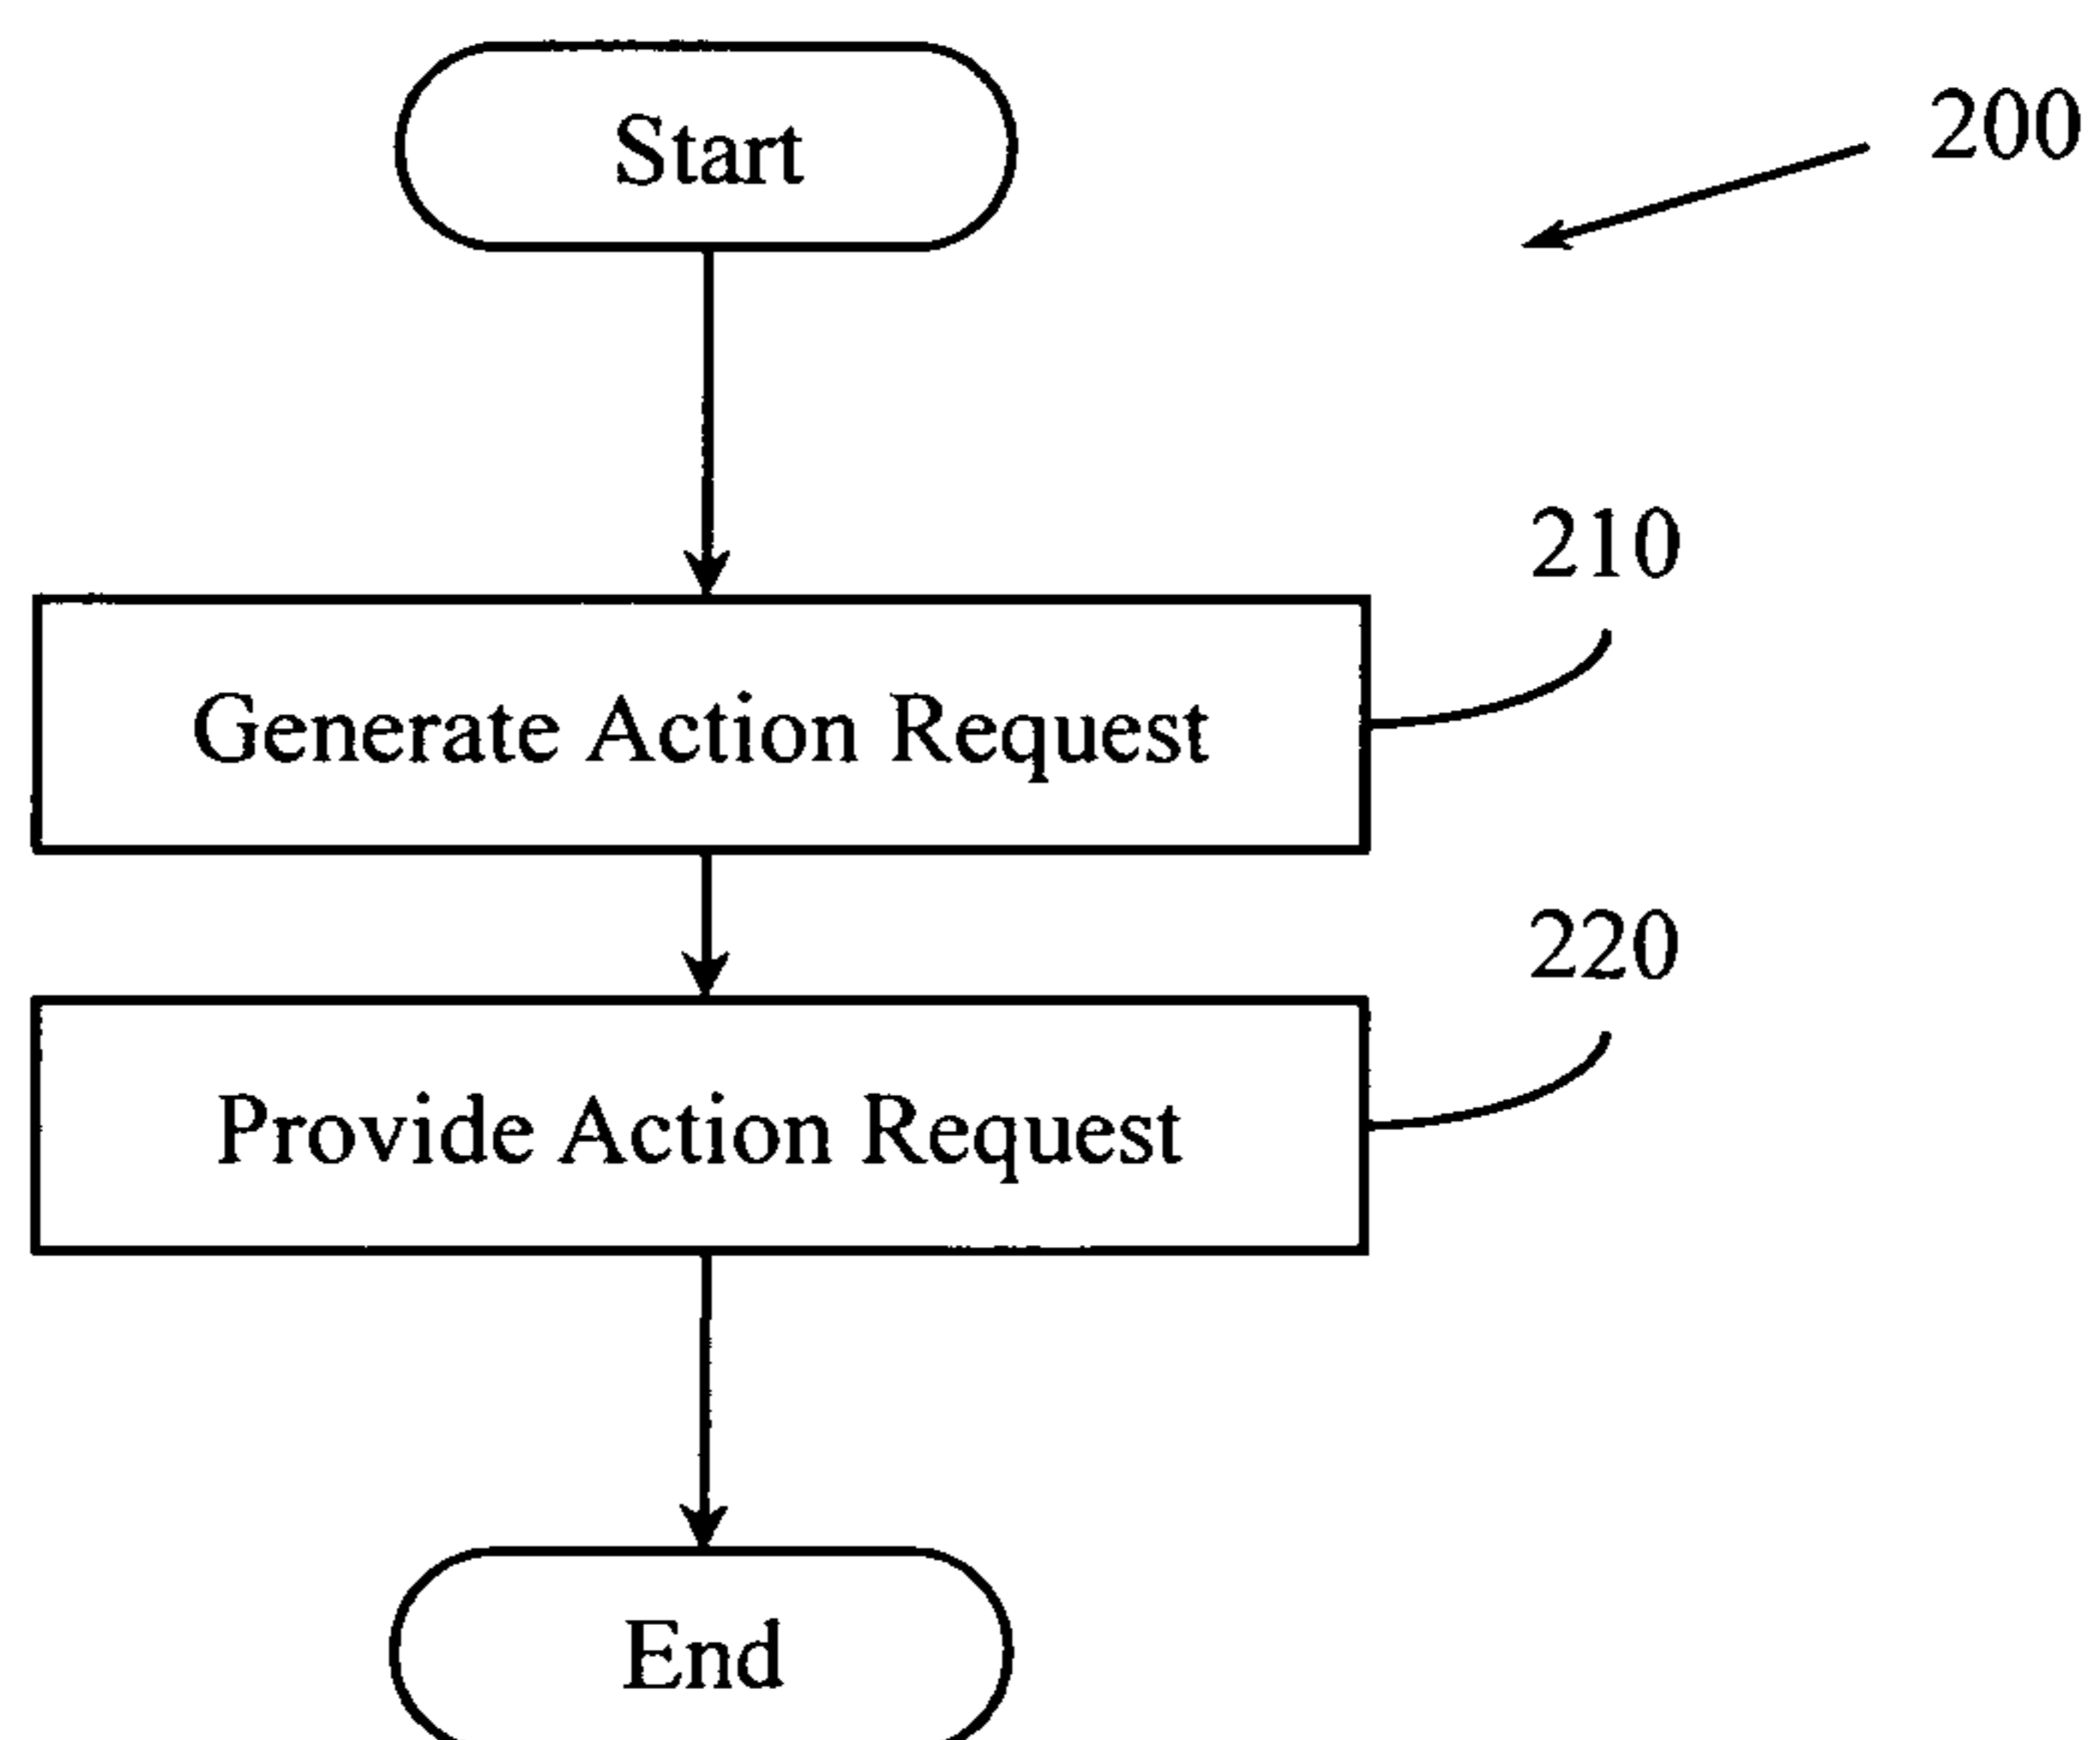 Start
200
210
Generate Action Request
220
Provide Action Request
End